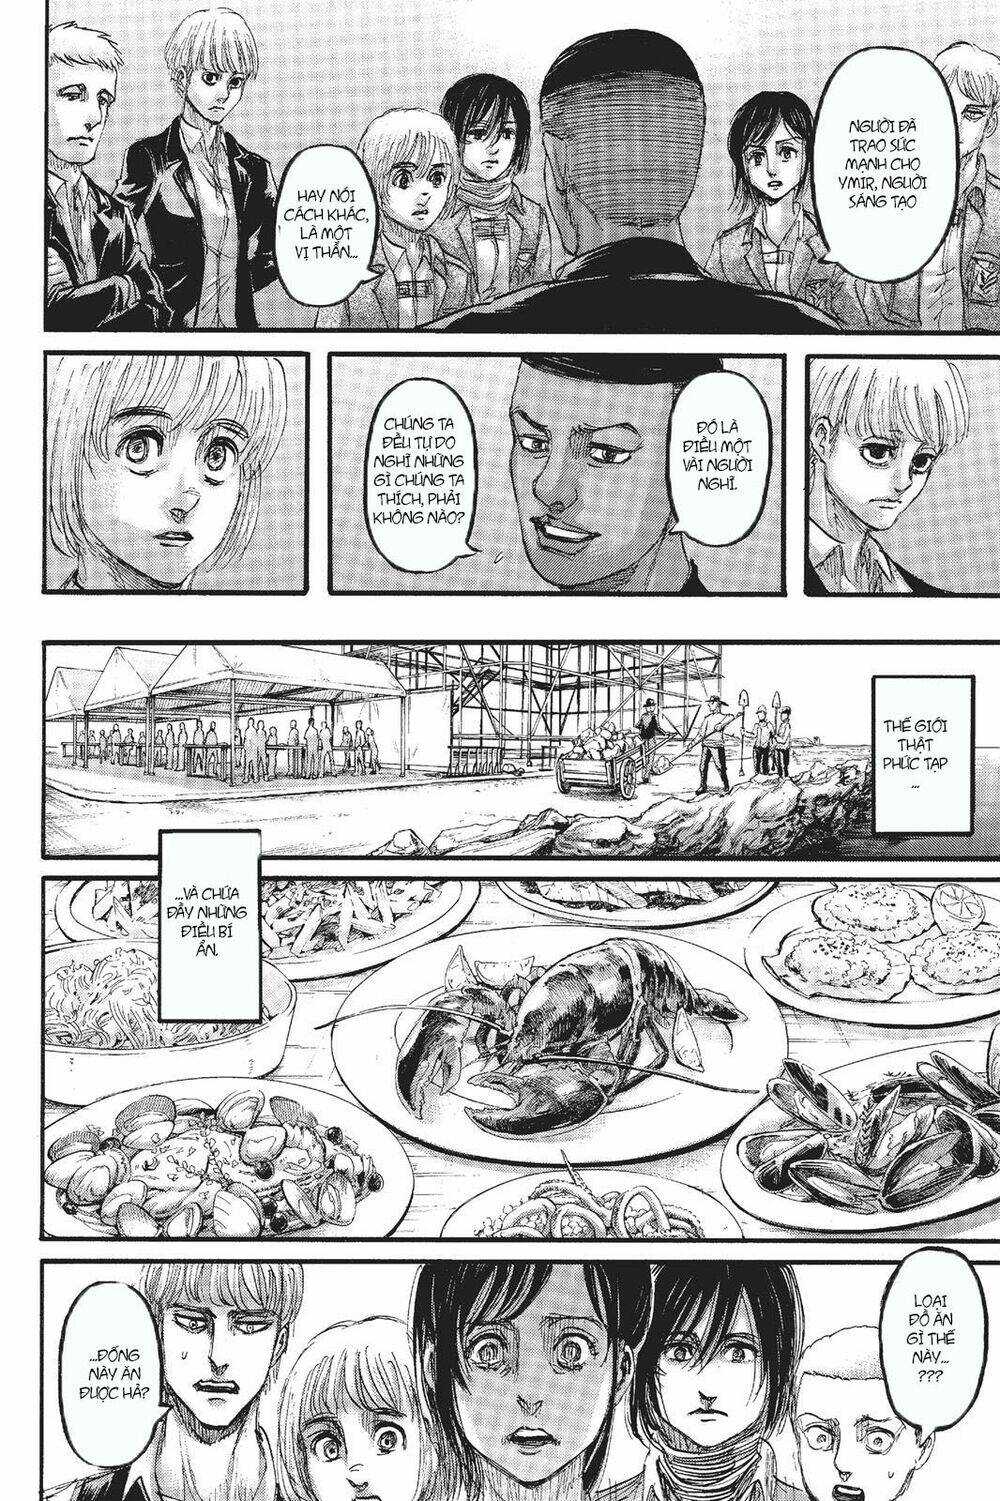 NGƯỜI ĐÃ
TRAO SỨC
MẠNH CHO
YMIR, NGƯỜI
SÁNG TẠO
HAY NÓI
CÁCH KHÁC,
LÀ MỘT
VỊ THẦN...
ĐÓ LÀ
ĐIỀU MỘT
VÀI NGƯỜI
NGHĨ.
CHÚNG TA
ĐỀU TỰ DO
NGHĨ NHỮNG
GÌ CHÚNG TA
THÍCH, PHẢI
KHÔNG NÀO?
THẾ GIỚI
THẬT
PHỨC TẠP
...
...VÀ CHỨA
ĐẦY NHỮNG
ĐIỀU BÍ
ẨN.
LOẠI
ĐỒ ĂN
GÌ THẾ
NÀY...
???
...ĐỐNG
NÀY ĂN
ĐƯỢC HẢ?